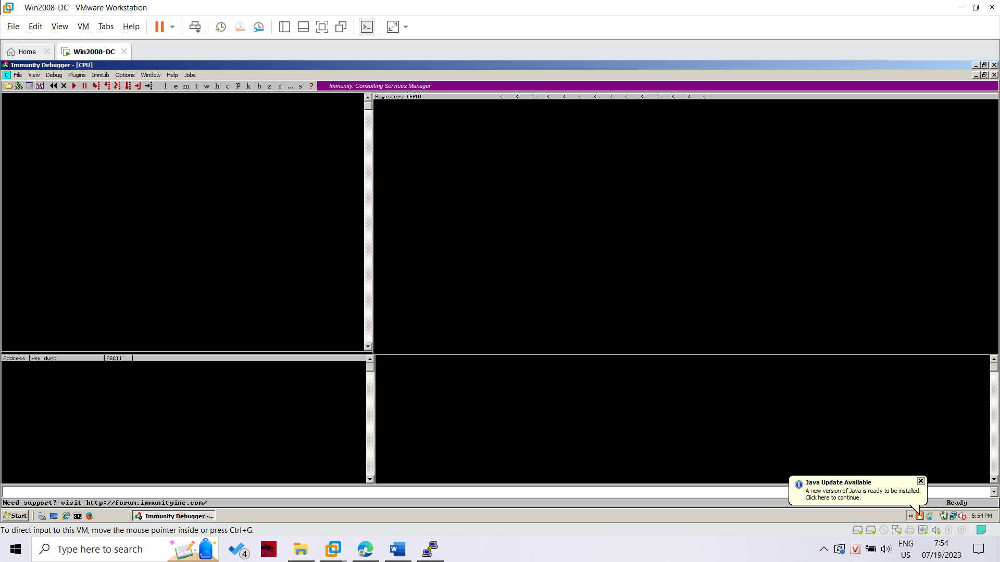 Win2008-DC - VMware Workstation
File Edit View VM Tabs Help
Home Win2008-DC
Immunity Debugger - [CPU]
C File View Debug Plugins ImmLib Options Window Help Jobs
l e m t w h c P k b z r ... s ? Immunity: Consulting Services Manager
Registers (FPU) < < < < < < < < < < < < < <
Address Hex dump ASCII
Java Update Available
A new version of Java is ready to be installed.
Click here to continue.
Need support? visit http://forum.immunityinc.com/ Ready
Start Immunity Debugger -... « 5:54 PM
To direct input to this VM, move the mouse pointer inside or press Ctrl+G.
Type here to search 4 ENG 7:54
US 07/19/2023